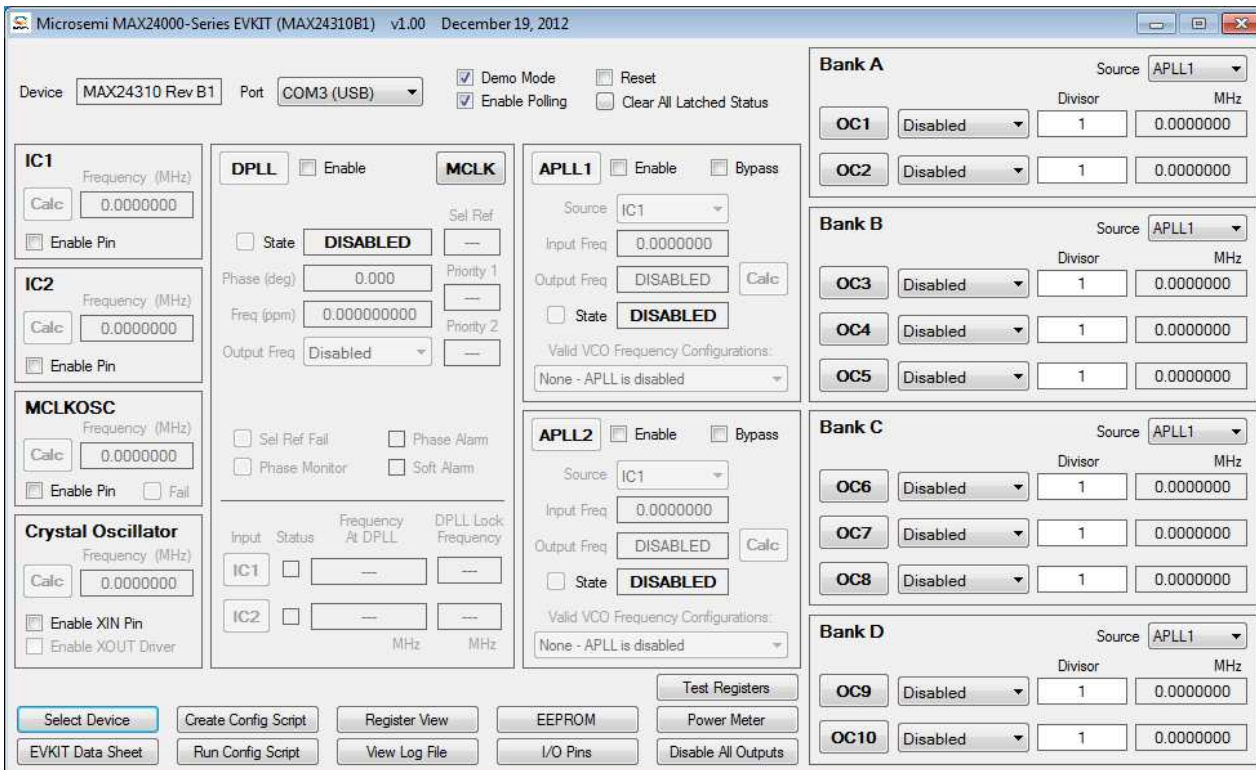 Microsemi MAX24000-Series EVKIT (MAX24310B1) v1.00 December 19, 2012
Device MAX24310 Rev B1 Port COM3 (USB)
Demo Mode Reset
Enable Polling Clear All Latched Status
IC1
Frequency (MHz)
Calc 0.0000000
Enable Pin
IC2
Frequency (MHz)
Calc 0.0000000
Enable Pin
MCLKOSC
Frequency (MHz)
Calc 0.0000000
Enable Pin Fail
Crystal Oscillator
Frequency (MHz)
Calc 0.0000000
Enable XIN Pin
Enable XOUT Driver
DPLL Enable MCLK
Sel Ref
State DISABLED ---
Phase (deg) 0.000 Priority 1
---
Freq (ppm) 0.000000000 Priority 2
Output Freq Disabled ---
Sel Ref Fail Phase Alarm
Phase Monitor Soft Alarm
Input Status Frequency At DPLL DPLL Lock Frequency
IC1 --- ---
IC2 --- ---
MHz MHz
APLL1 Enable Bypass
Source IC1
Input Freq 0.0000000
Output Freq DISABLED Calc
State DISABLED
Valid VCO Frequency Configurations:
None - APLL is disabled
APLL2 Enable Bypass
Source IC1
Input Freq 0.0000000
Output Freq DISABLED Calc
State DISABLED
Valid VCO Frequency Configurations:
None - APLL is disabled
Bank A Source APLL1
Divisor MHz
OC1 Disabled 1 0.0000000
OC2 Disabled 1 0.0000000
Bank B Source APLL1
Divisor MHz
OC3 Disabled 1 0.0000000
OC4 Disabled 1 0.0000000
OC5 Disabled 1 0.0000000
Bank C Source APLL1
Divisor MHz
OC6 Disabled 1 0.0000000
OC7 Disabled 1 0.0000000
OC8 Disabled 1 0.0000000
Bank D Source APLL1
Divisor MHz
OC9 Disabled 1 0.0000000
OC10 Disabled 1 0.0000000
Test Registers
Select Device Create Config Script Register View EEPROM Power Meter
EVKIT Data Sheet Run Config Script View Log File I/O Pins Disable All Outputs